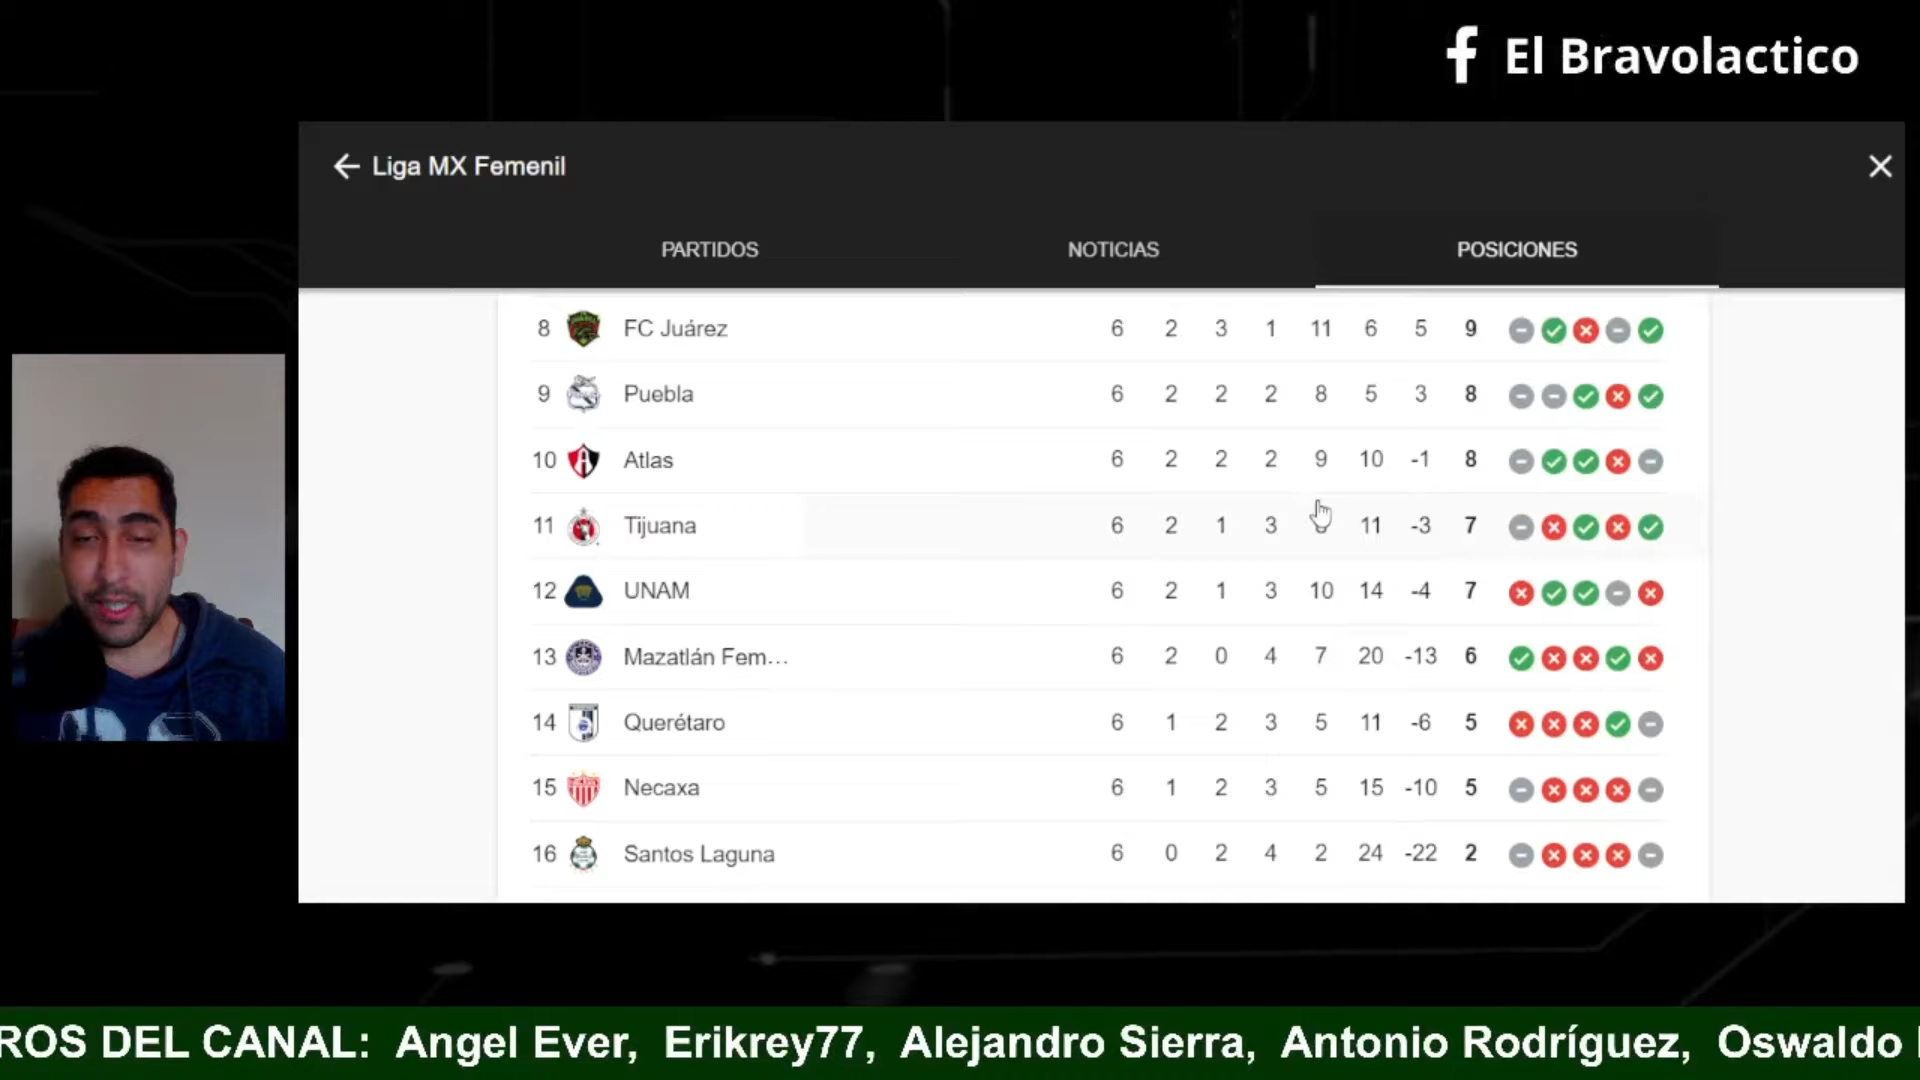 El Bravolactico
Liga MX Femenil
PARTIDOS NOTICIAS POSICIONES
8 FC Juárez 6 2 3 1 11 6 5 9
9 Puebla 6 2 2 2 8 5 3 8
10 Atlas 6 2 2 2 9 10 -1 8
11 Tijuana 6 2 1 3 11 -3 7
12 UNAM 6 2 1 3 10 14 -4 7
13 Mazatlán Fem... 6 2 0 4 7 20 -13 6
14 Querétaro 6 1 2 3 5 11 -6 5
15 Necaxa 6 1 2 3 5 15 -10 5
16 Santos Laguna 6 0 2 4 2 24 -22 2
ROS DEL CANAL: Angel Ever, Erikrey77, Alejandro Sierra, Antonio Rodríguez, Oswaldo